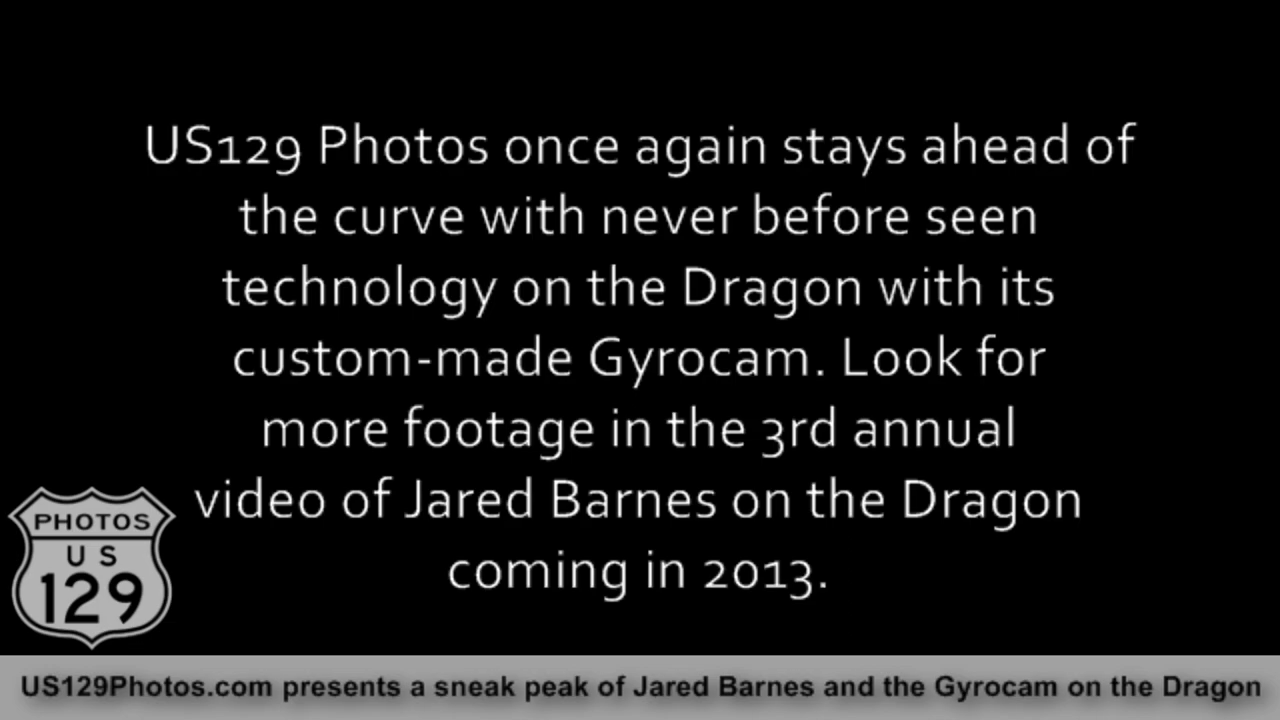 US129 Photos once again stays ahead of
the curve with never before seen
technology on the Dragon with its
custom-made Gyrocam. Look for
more footage in the 3rd annual
video of Jared Barnes on the Dragon
coming in 2013.
PHOTOS
US
129
US129Photos.com presents a sneak peak of Jared Barnes and the Gyrocam on the Dragon